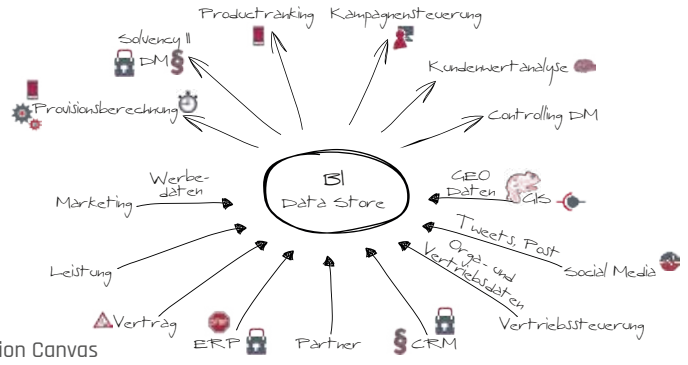 Productranking Kampagnensteuerung
Solvency II
DM §
Kundenwertanalyse
Provisionsberechnung
Controlling DM
BI
Data Store
Werbe-
daten
Marketing
GEO
Daten
GIS
Tweets, Post
Social Media
Orga- und
Vertriebsdaten
Leistung
Vertrag
Vertriebssteuerung
STOP
ERP
Partner
§ CRM
ion Canvas